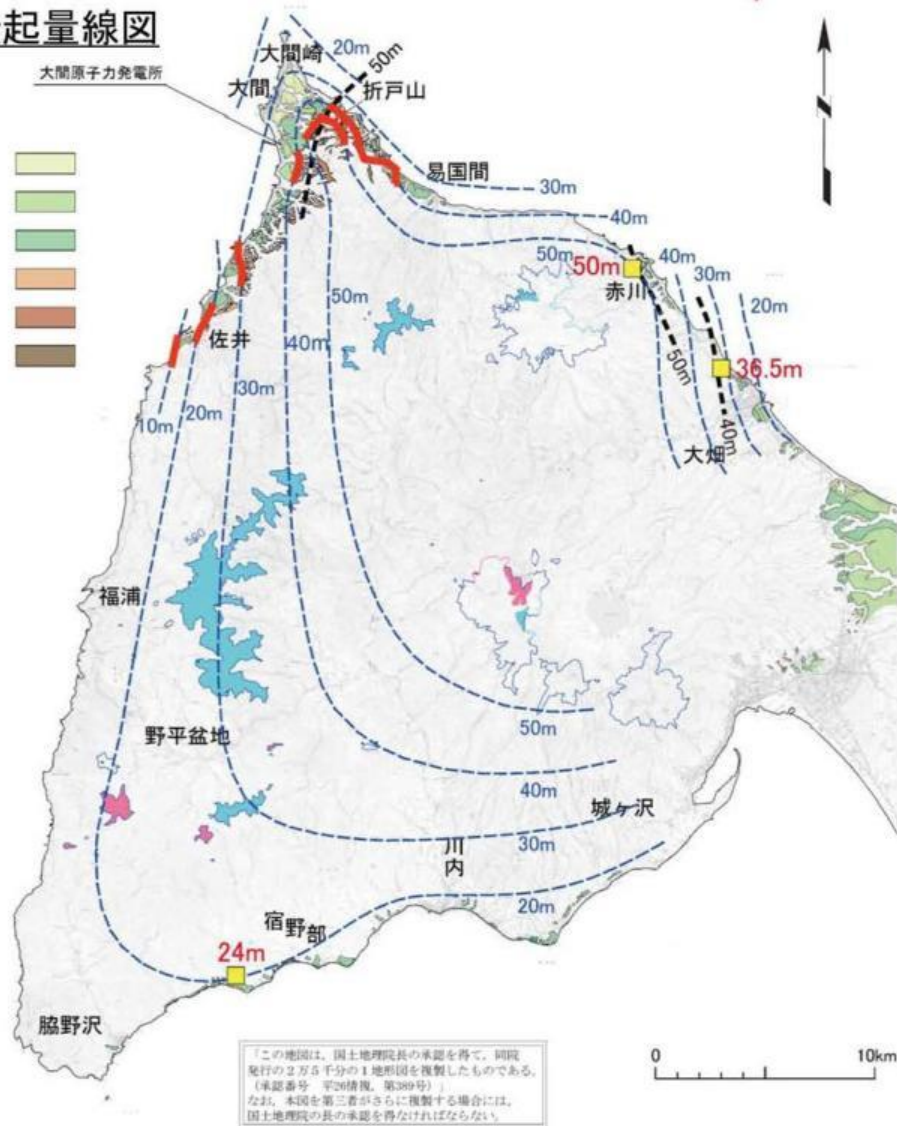 起量線図
大間崎
20m
50m
大間原子力発電所
大間
折戸山
易国間
30m
40m
50m
50m
赤川
40m
30m
20m
50m
36.5m
40m
大畑
佐井
50m
40m
30m
20m
10m
福浦
野平盆地
50m
40m
城ヶ沢
30m
川内
20m
宿野部
24m
脇野沢
「この地図は、国土地理院長の承認を得て、同院
発行の2万5千分の1地形図を複製したものである。
(承認番号 平26情複、第389号)」
なお、本図を第三者がさらに複製する場合には、
国土地理院の長の承認を得なければならない。
0 10km
N